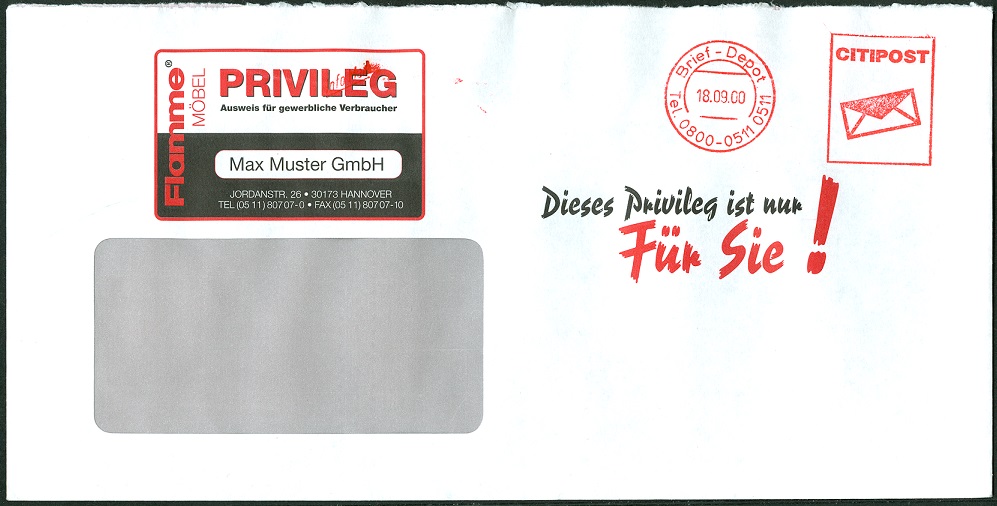 Flamme®
MÖBEL
PRIVILEG
Ausweis für gewerbliche Verbraucher
Max Muster GmbH
JORDANSTR. 26 • 30173 HANNOVER
TEL (05 11) 807 07-0 • FAX (05 11) 807 07-10
Brief-Depot
18.09.00
Tel. 0800-0511 0511
CITIPOST
Dieses Privileg ist nur
Für Sie!